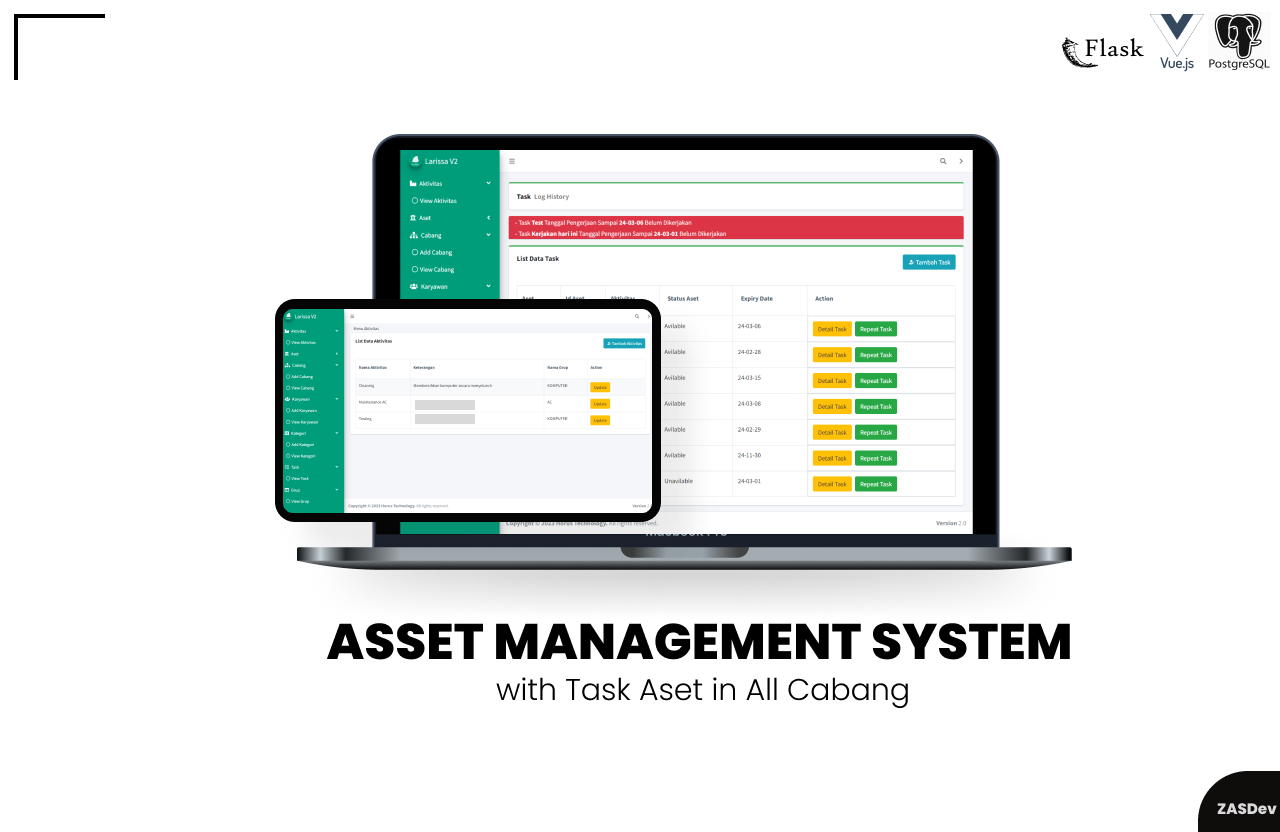 Flask
Vue.js
PostgreSQL
Larissa V2
Aktivitas
View Aktivitas
Aset
Cabang
Add Cabang
View Cabang
Karyawan
Task Log History
- Task Test Tanggal Pengerjaan Sampai 24-03-06 Belum Dikerjakan
- Task Kerjakan hari ini Tanggal Pengerjaan Sampai 24-03-01 Belum Dikerjakan
List Data Task
Tambah Task
Aset Id Aset Aktivitas Status Aset Expiry Date Action
Avilable 24-03-06 Detail Task Repeat Task
Avilable 24-02-28 Detail Task Repeat Task
Avilable 24-03-15 Detail Task Repeat Task
Avilable 24-03-08 Detail Task Repeat Task
Avilable 24-02-29 Detail Task Repeat Task
Avilable 24-11-30 Detail Task Repeat Task
Unavilable 24-03-01 Detail Task Repeat Task
Copyright © 2023 Horus Technology. All rights reserved.
Version 2.0
Larissa V2
Aktivitas
View Aktivitas
Aset
Cabang
Add Cabang
View Cabang
Karyawan
Add Karyawan
View Karyawan
Kategori
Add Kategori
View Kategori
Task
View Task
Grup
View Grup
Menu Aktivitas
List Data Aktivitas
Tambah Aktivitas
Nama Aktivitas Keterangan Nama Grup Action
Cleaning Membersihkan komputer secara menyeluruh KOMPUTER Update
Maintenance AC AC Update
Testing KOMPUTER Update
Copyright © 2023 Horus Technology. All rights reserved.
Version
Macbook Pro
ASSET MANAGEMENT SYSTEM
with Task Aset in All Cabang
ZASDev